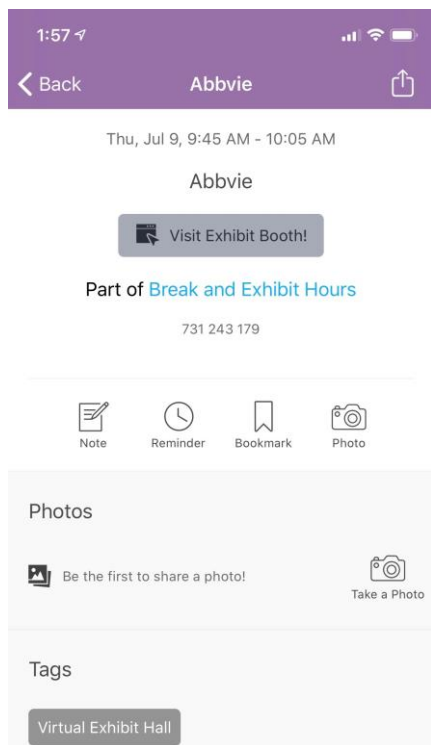 1:57
Back
Abbvie
Thu, Jul 9, 9:45 AM - 10:05 AM
Abbvie
Visit Exhibit Booth!
Part of Break and Exhibit Hours
731 243 179
Note
Reminder
Bookmark
Photo
Photos
Be the first to share a photo!
Take a Photo
Tags
Virtual Exhibit Hall